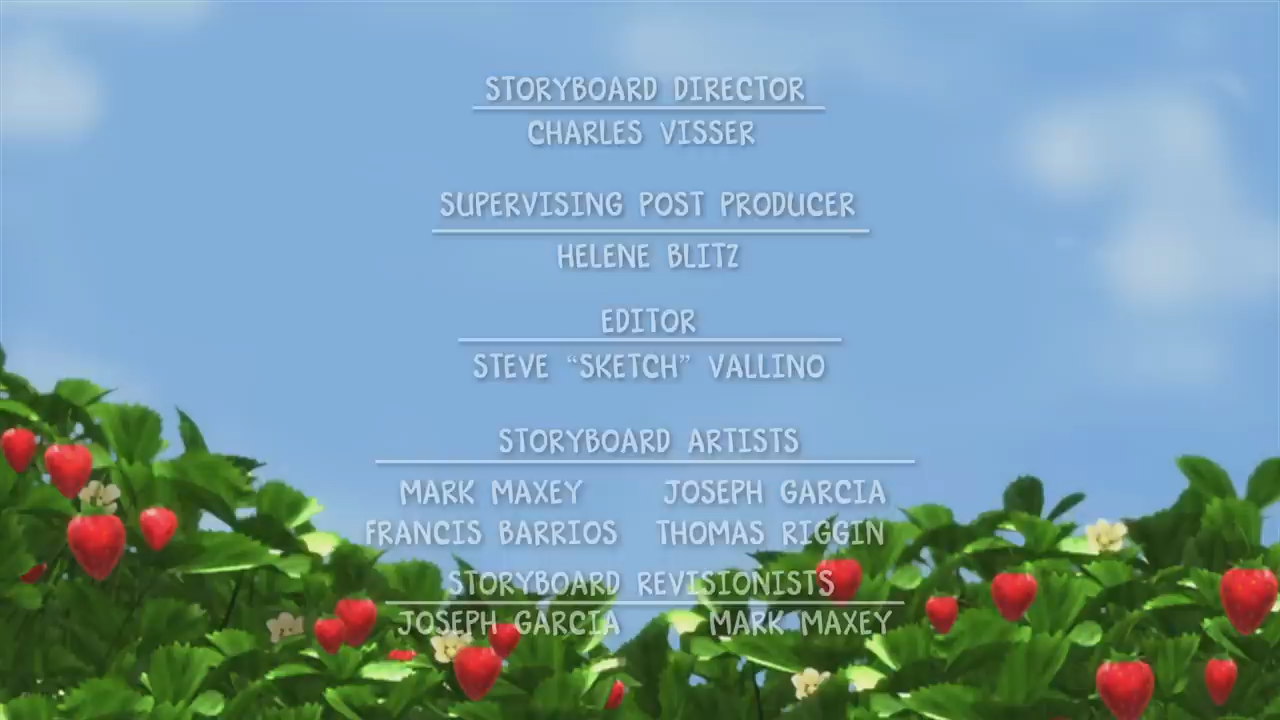 STORYBOARD DIRECTOR
CHARLES VISSER
SUPERVISING POST PRODUCER
HELENE BLITZ
EDITOR
STEVE “SKETCH” VALLINO
STORYBOARD ARTISTS
MARK MAXEY JOSEPH GARCIA
FRANCIS BARRIOS THOMAS RIGGIN
STORYBOARD REVISIONISTS
JOSEPH GARCIA MARK MAXEY